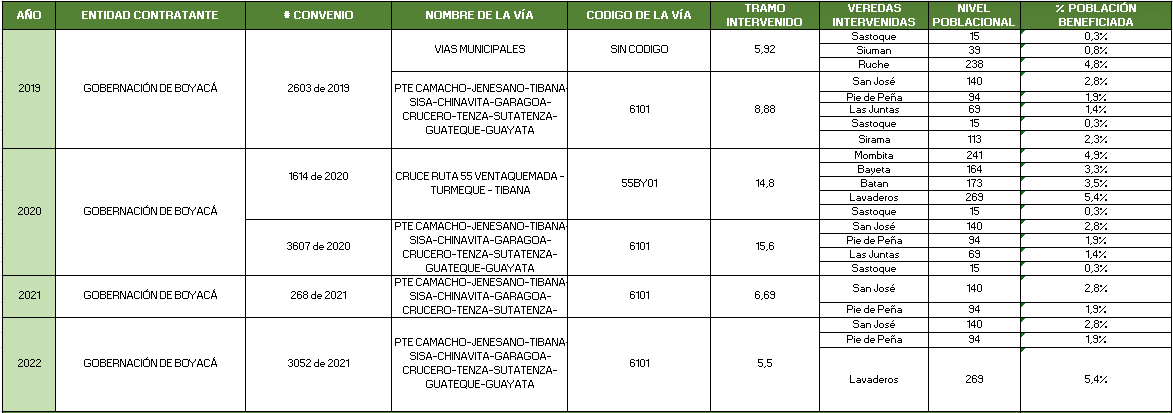 AÑO ENTIDAD CONTRATANTE # CONVENIO NOMBRE DE LA VÍA CODIGO DE LA VÍA TRAMO INTERVENIDO VEREDAS INTERVENIDAS NIVEL POBLACIONAL % POBLACIÓN BENEFICIADA
2019 GOBERNACIÓN DE BOYACÁ 2603 de 2019
VIAS MUNICIPALES SIN CODIGO 5,92
Sastoque 15 0,3%
Siuman 39 0,8%
Ruche 238 4,8%
PTE CAMACHO-JENESANO-TIBANA-
SISA-CHINAVITA-GARAGOA-
CRUCERO-TENZA-SUTATENZA-
GUATEQUE-GUAYATA
6101 8,88
San José 140 2,8%
Pie de Peña 94 1,9%
Las Juntas 69 1,4%
Sastoque 15 0,3%
Sirama 113 2,3%
2020 GOBERNACIÓN DE BOYACÁ
1614 de 2020
CRUCE RUTA 55 VENTAQUEMADA -
TURMEQUE - TIBANA
55BY01 14,8
Mombita 241 4,9%
Bayeta 164 3,3%
Batan 173 3,5%
Lavaderos 269 5,4%
Sastoque 15 0,3%
3607 de 2020
PTE CAMACHO-JENESANO-TIBANA-
SISA-CHINAVITA-GARAGOA-
CRUCERO-TENZA-SUTATENZA-
GUATEQUE-GUAYATA
6101 15,6
San José 140 2,8%
Pie de Peña 94 1,9%
Las Juntas 69 1,4%
Sastoque 15 0,3%
2021 GOBERNACIÓN DE BOYACÁ 268 de 2021
PTE CAMACHO-JENESANO-TIBANA-
SISA-CHINAVITA-GARAGOA-
CRUCERO-TENZA-SUTATENZA-
6101 6,69
San José 140 2,8%
Pie de Peña 94 1,9%
2022 GOBERNACIÓN DE BOYACÁ 3052 de 2021
PTE CAMACHO-JENESANO-TIBANA-
SISA-CHINAVITA-GARAGOA-
CRUCERO-TENZA-SUTATENZA-
GUATEQUE-GUAYATA
6101 5,5
San José 140 2,8%
Pie de Peña 94 1,9%
Lavaderos 269 5,4%